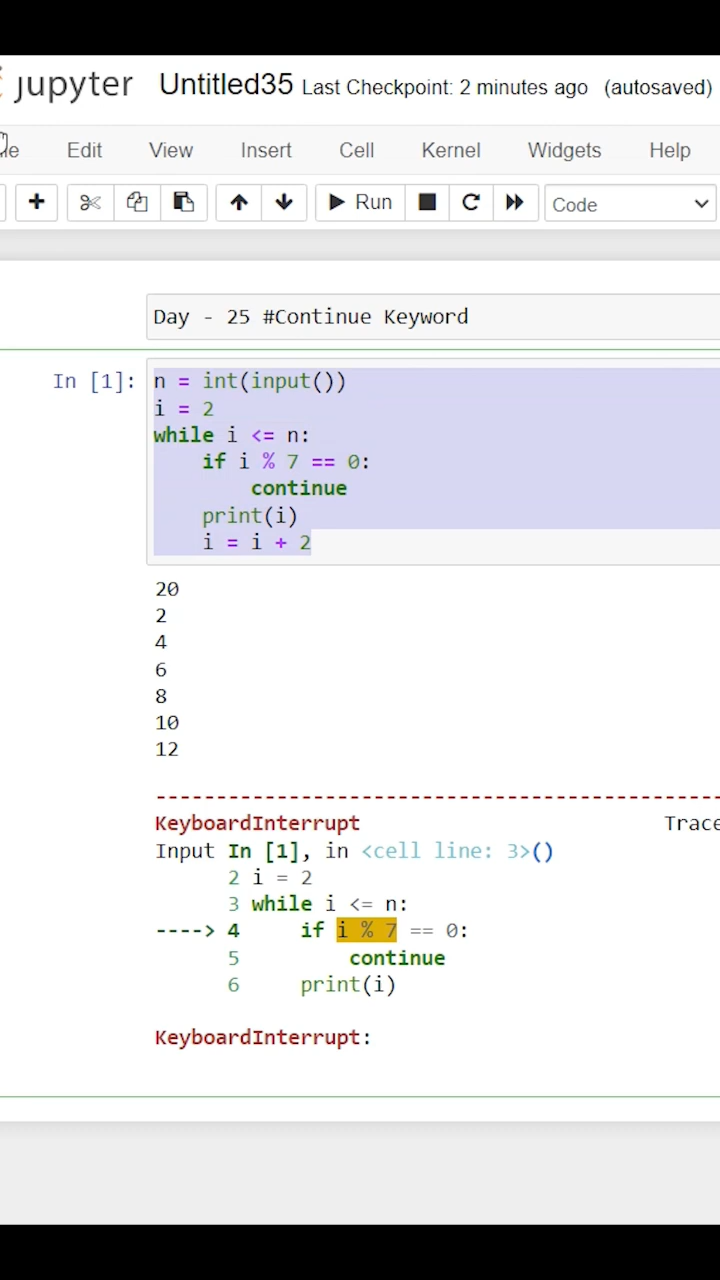 jupyter Untitled35 Last Checkpoint: 2 minutes ago (autosaved)
Edit View Insert Cell Kernel Widgets Help
Run Code
Day - 25 #Continue Keyword
In [1]: n = int(input())
i = 2
while i <= n:
    if i % 7 == 0:
        continue
    print(i)
    i = i + 2
20
2
4
6
8
10
12
---------------------------------------------------------------------------
KeyboardInterrupt Trace
Input In [1], in <cell line: 3>()
2 i = 2
3 while i <= n:
----> 4     if i % 7 == 0:
5         continue
6     print(i)
KeyboardInterrupt: